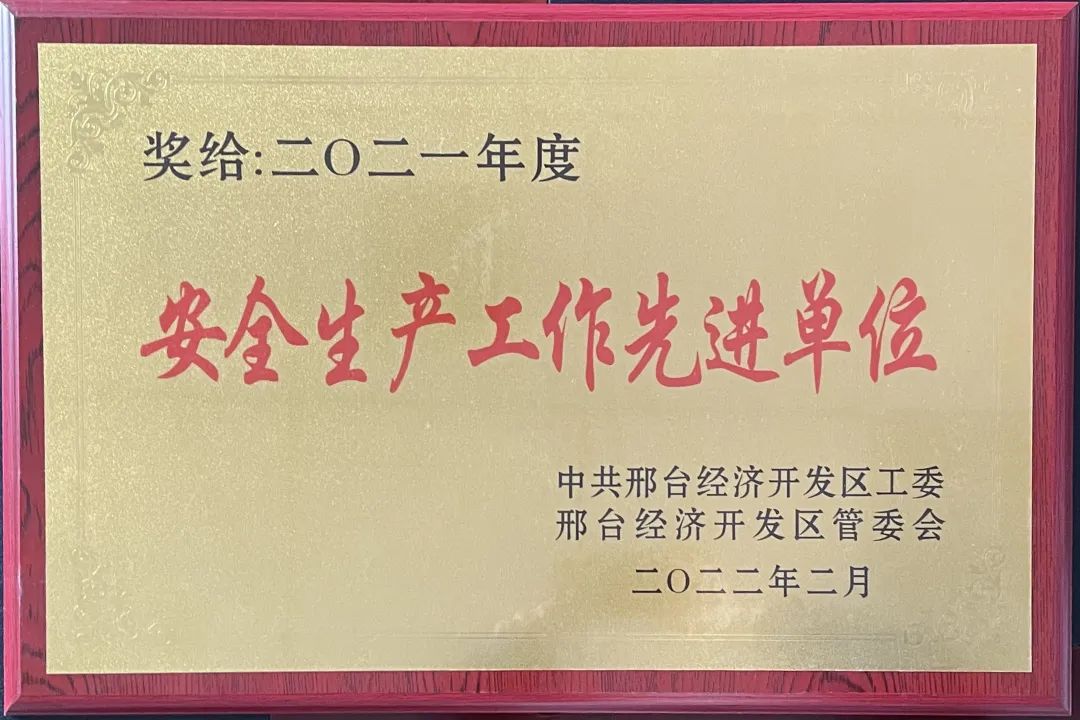 奖给:二〇二一年度
安全生产工作先进单位
中共邢台经济开发区工委
邢台经济开发区管委会
二〇二二年二月